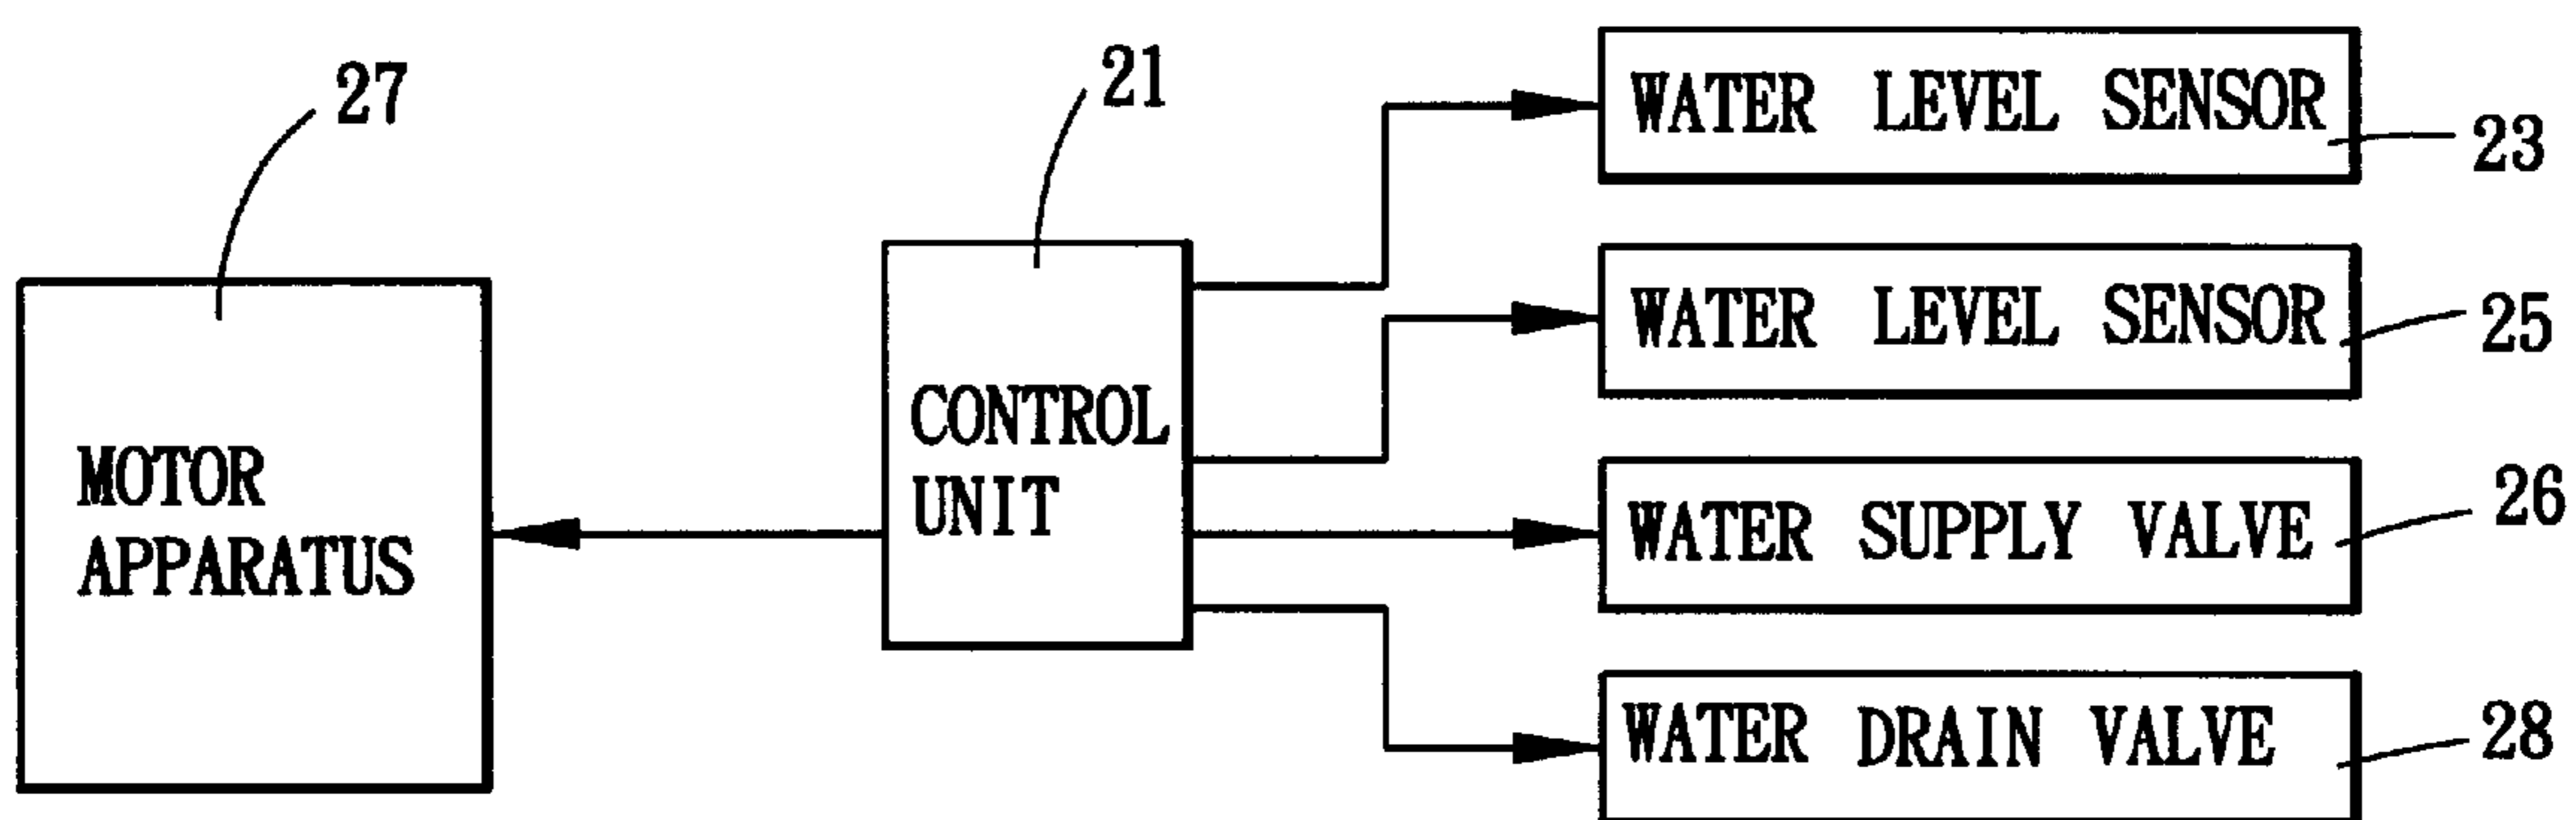 27
21
WATER LEVEL SENSOR
23
WATER LEVEL SENSOR
25
CONTROL
UNIT
MOTOR
APPARATUS
WATER SUPPLY VALVE
26
WATER DRAIN VALVE
28